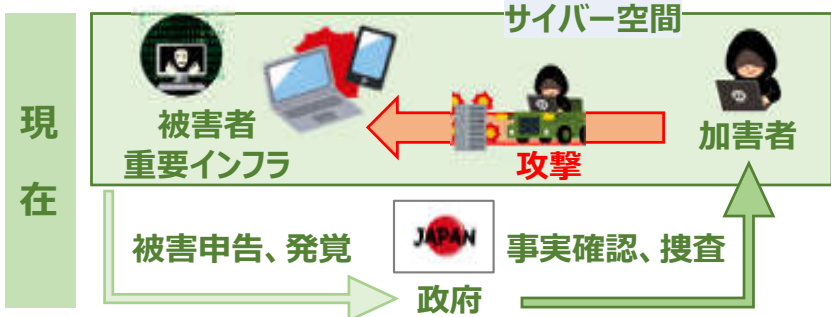 サイバー空間
現在
被害者
重要インフラ
攻撃
加害者
被害申告、発覚
JAPAN
事実確認、捜査
政府